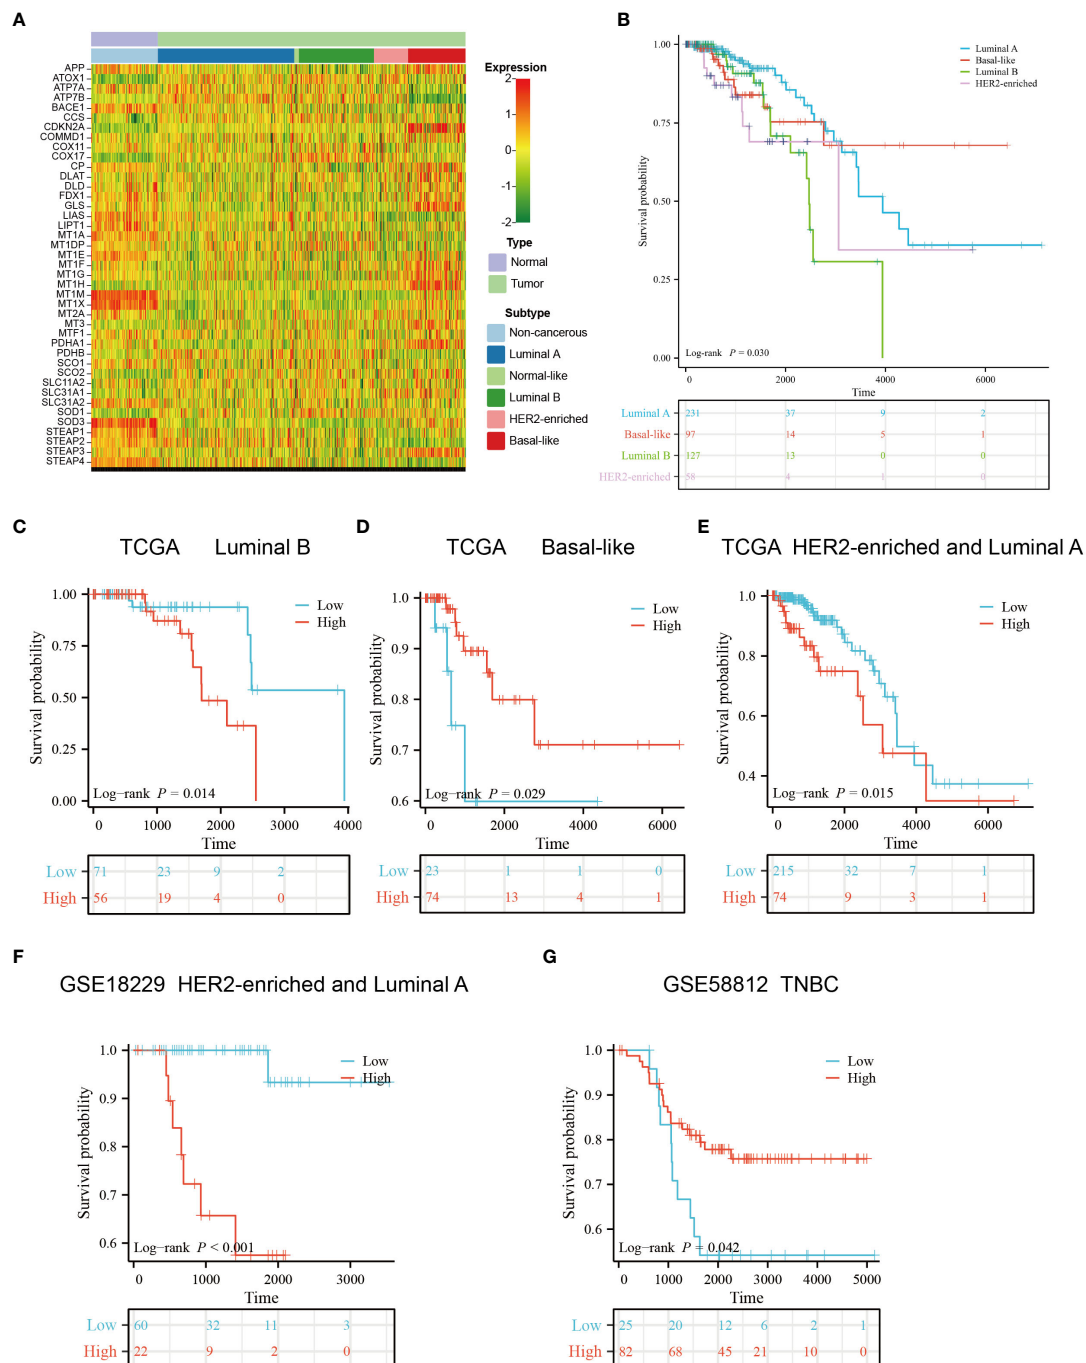 A
APP
ATOX1
ATP7A
ATP7B
BACE1
CCS
CDKN2A
COMMD1
COX11
COX17
CP
DLAT
DLD
FDX1
GLS
LIAS
LIPT1
MT1A
MT1DP
MT1E
MT1F
MT1G
MT1H
MT1M
MT1X
MT2A
MT3
MTF1
PDHA1
PDHB
SCO1
SCO2
SLC11A2
SLC31A1
SLC31A2
SOD1
SOD3
STEAP1
STEAP2
STEAP3
STEAP4
Expression
2
1
0
-1
-2
Type
Normal
Tumor
Subtype
Non-cancerous
Luminal A
Normal-like
Luminal B
HER2-enriched
Basal-like
B
Survival probability
1.00
0.75
0.50
0.25
0.00
Luminal A
Basal-like
Luminal B
HER2-enriched
Log-rank P = 0.030
0 2000 4000 6000
Time
Luminal A 231 37 9 2
Basal-like 97 14 5 1
Luminal B 127 13 0 0
HER2-enriched 58 4 1 0
C
TCGA Luminal B
Survival probability
1.00
0.75
0.50
0.25
0.00
Low
High
Log-rank P = 0.014
0 1000 2000 3000 4000
Time
Low 71 23 9 2
High 56 19 4 0
D
TCGA Basal-like
Survival probability
1.0
0.9
0.8
0.7
0.6
Low
High
Log-rank P = 0.029
0 2000 4000 6000
Time
Low 23 1 1 0
High 74 13 4 1
E
TCGA HER2-enriched and Luminal A
Survival probability
1.0
0.8
0.6
0.4
Low
High
Log-rank P = 0.015
0 2000 4000 6000
Time
Low 215 32 7 1
High 74 9 3 1
F
GSE18229 HER2-enriched and Luminal A
Survival probability
1.0
0.9
0.8
0.7
0.6
Low
High
Log-rank P < 0.001
0 1000 2000 3000
Time
Low 60 32 11 3
High 22 9 2 0
G
GSE58812 TNBC
Survival probability
1.0
0.9
0.8
0.7
0.6
Low
High
Log-rank P = 0.042
0 1000 2000 3000 4000 5000
Time
Low 25 20 12 6 2 1
High 82 68 45 21 10 0